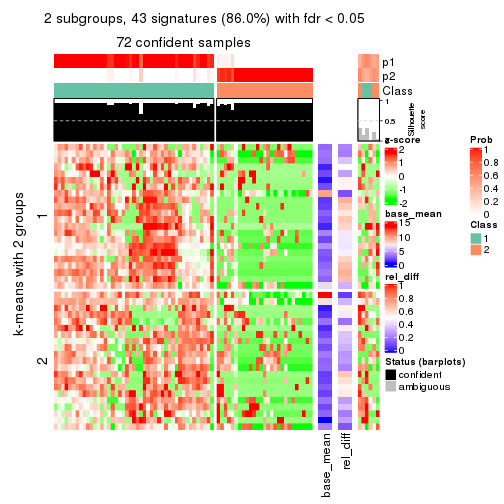 2 subgroups, 43 signatures (86.0%) with fdr < 0.05
72 confident samples
p1
p2
Class
1
0.5
0
Silhouette
score
k-means with 2 groups
1
2
base_mean
rel_diff
z-score
2
1
0
-1
-2
base_mean
15
10
5
0
rel_diff
1
0.8
0.6
0.4
0.2
0
Status (barplots)
confident
ambiguous
Prob
1
0.8
0.6
0.4
0.2
0
Class
1
2